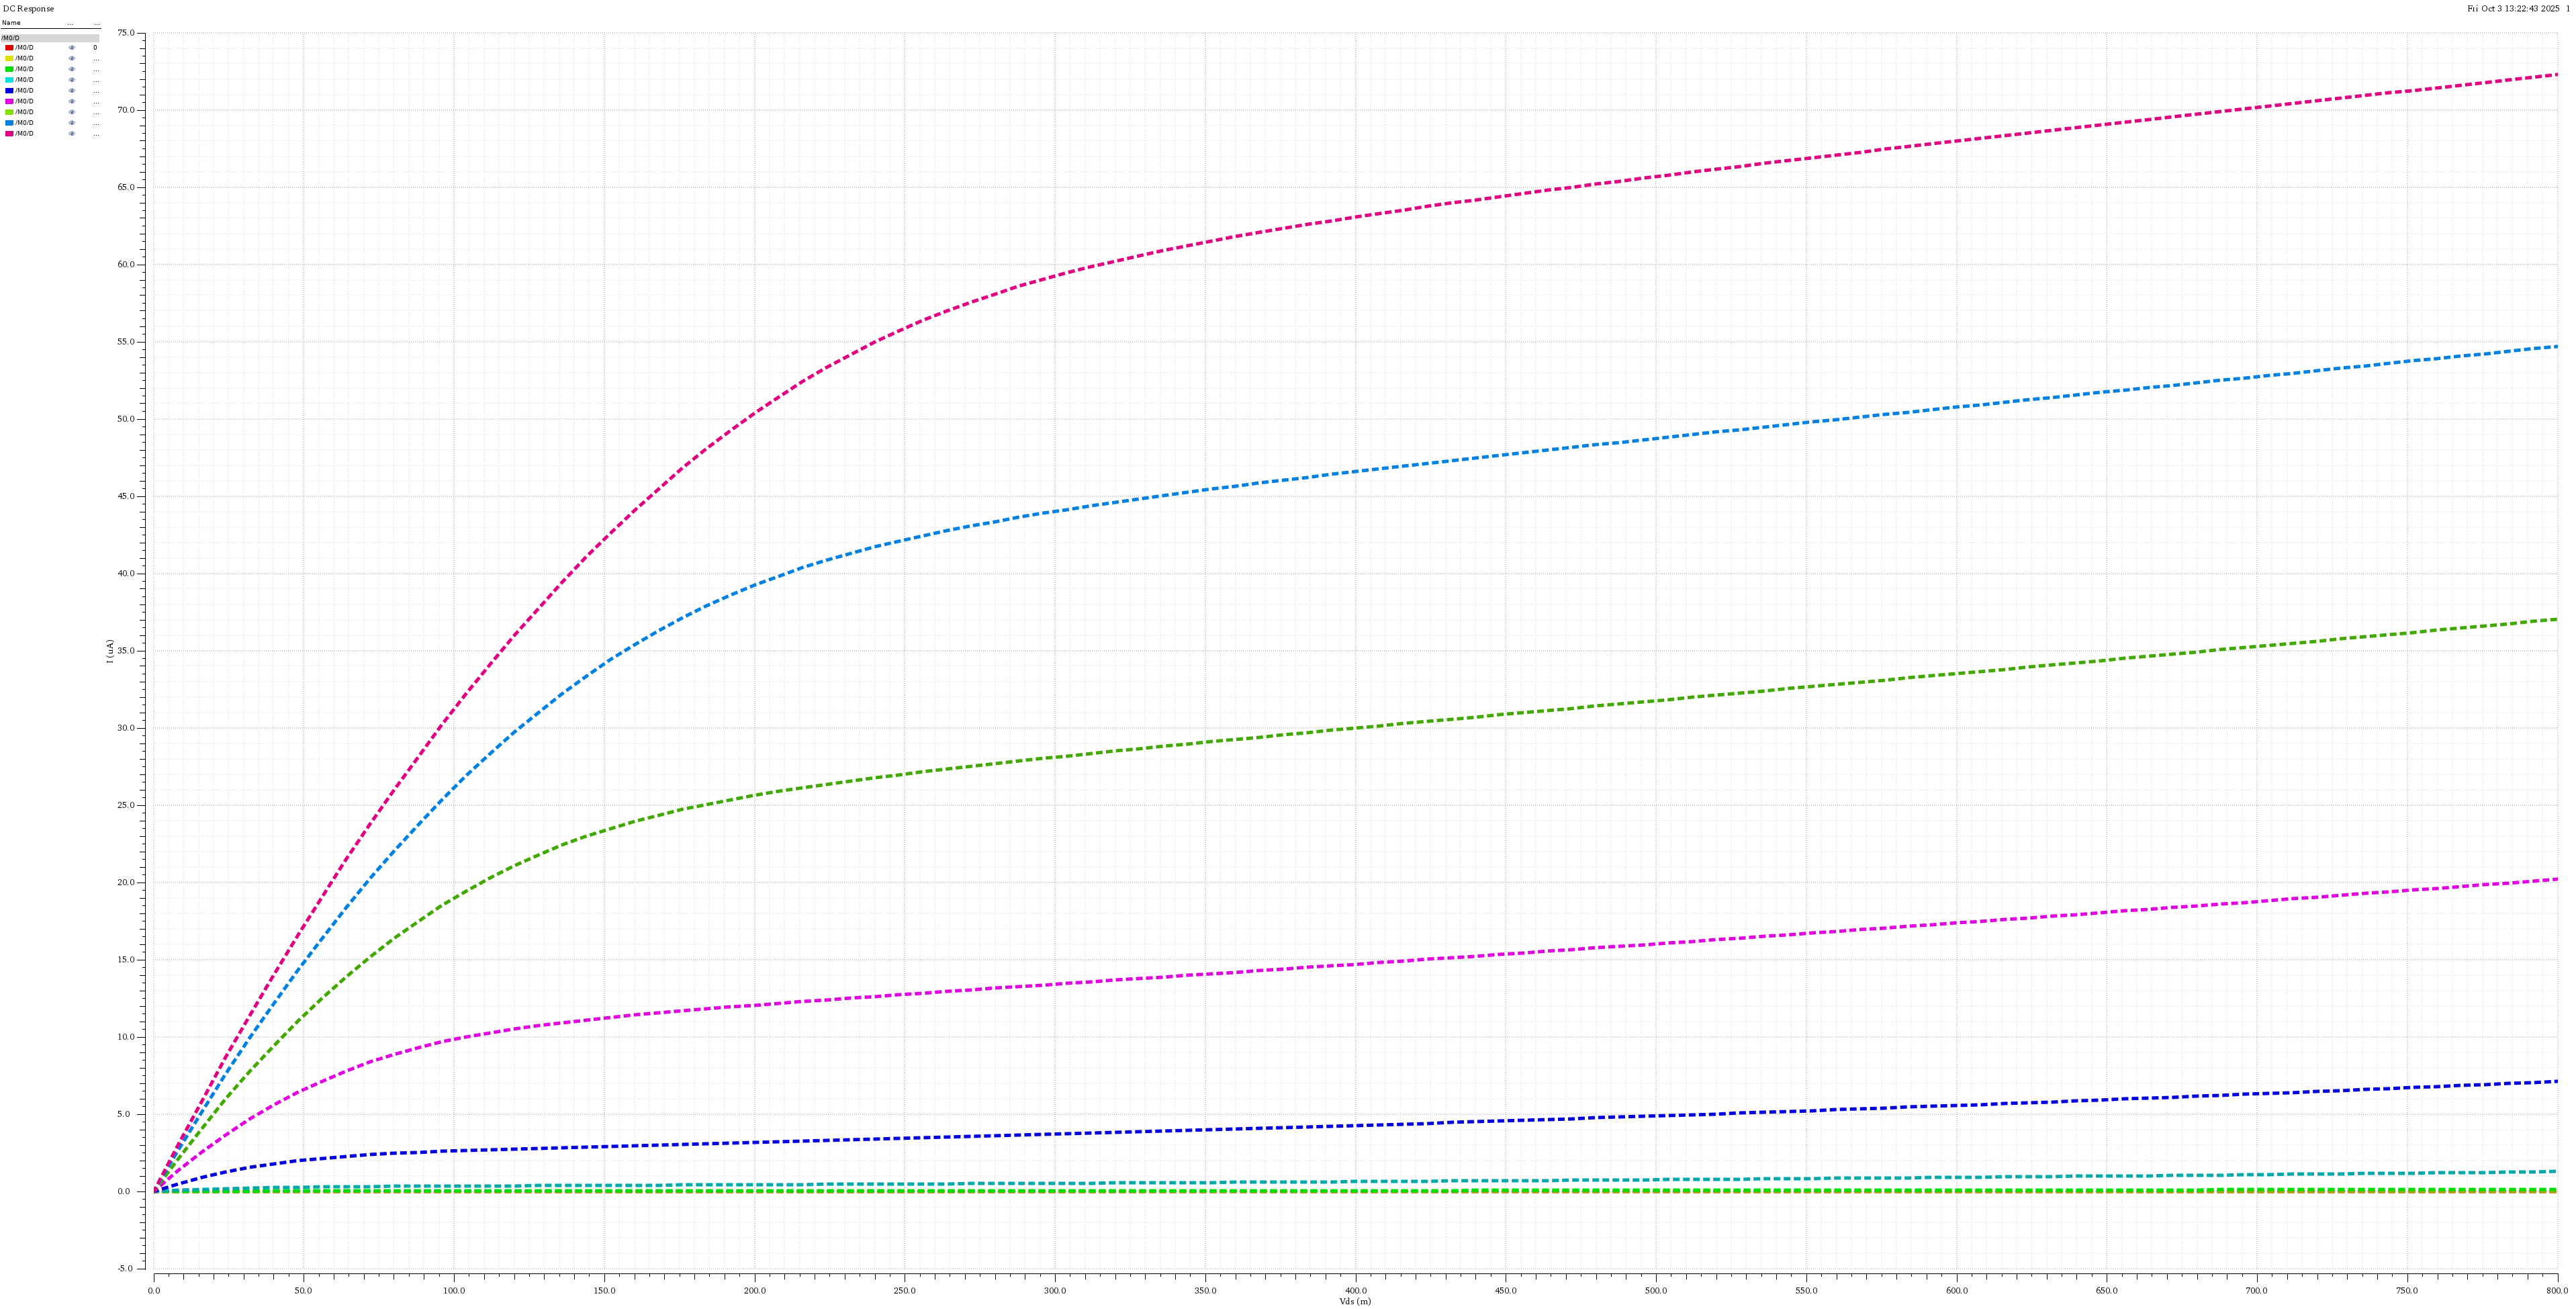 DC Response
Fri Oct 3 13:22:43 2025 1
Name ... ...
/M0/D
/M0/D 0
/M0/D ...
/M0/D ...
/M0/D ...
/M0/D ...
/M0/D ...
/M0/D ...
/M0/D ...
/M0/D ...
75.0
70.0
65.0
60.0
55.0
50.0
45.0
40.0
35.0
I (uA)
30.0
25.0
20.0
15.0
10.0
5.0
0.0
-5.0
0.0 50.0 100.0 150.0 200.0 250.0 300.0 350.0 400.0 450.0 500.0 550.0 600.0 650.0 700.0 750.0 800.0
Vds (m)